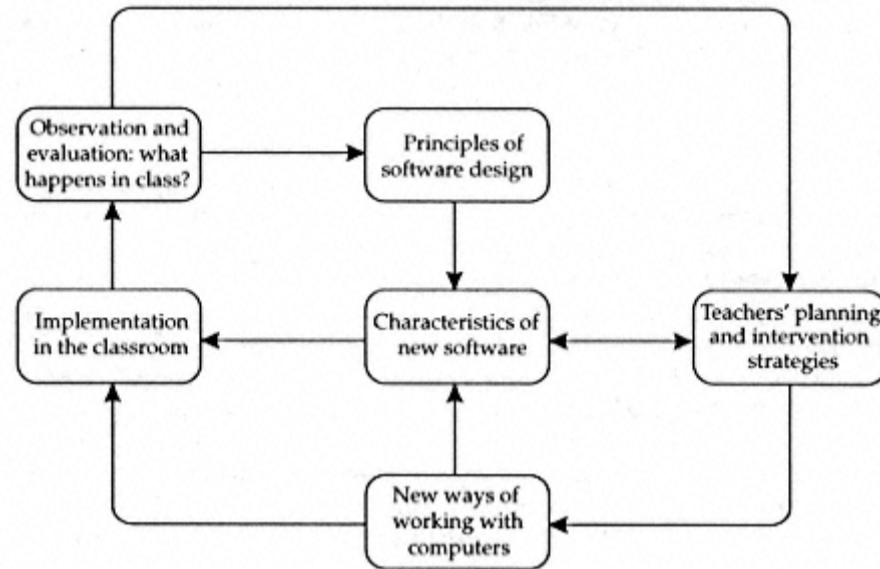 Observation and
evaluation: what
happens in class?
Principles of
software design
Implementation
in the classroom
Characteristics of
new software
Teachers' planning
and intervention
strategies
New ways of
working with
computers